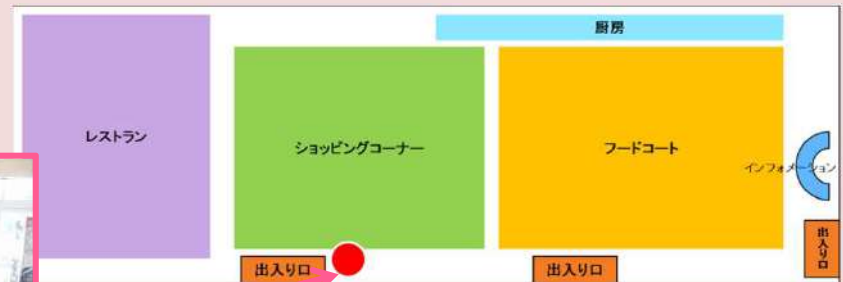 厨房
レストラン
ショッピングコーナー
フードコート
インフォメーション
出入り口
出入り口
出入り口